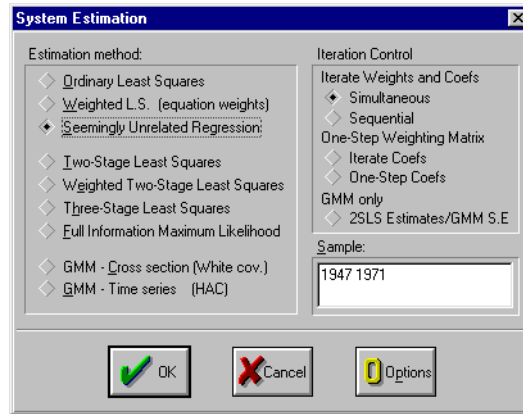 System Estimation
Estimation method:
Ordinary Least Squares
Weighted L.S. (equation weights)
Seemingly Unrelated Regression
Two-Stage Least Squares
Weighted Two-Stage Least Squares
Three-Stage Least Squares
Full Information Maximum Likelihood
GMM - Cross section (White cov.)
GMM - Time series (HAC)
Iteration Control
Iterate Weights and Coefs
Simultaneous
Sequential
One-Step Weighting Matrix
Iterate Coefs
One-Step Coefs
GMM only
2SLS Estimates/GMM S.E
Sample:
1947 1971
OK
Cancel
Options